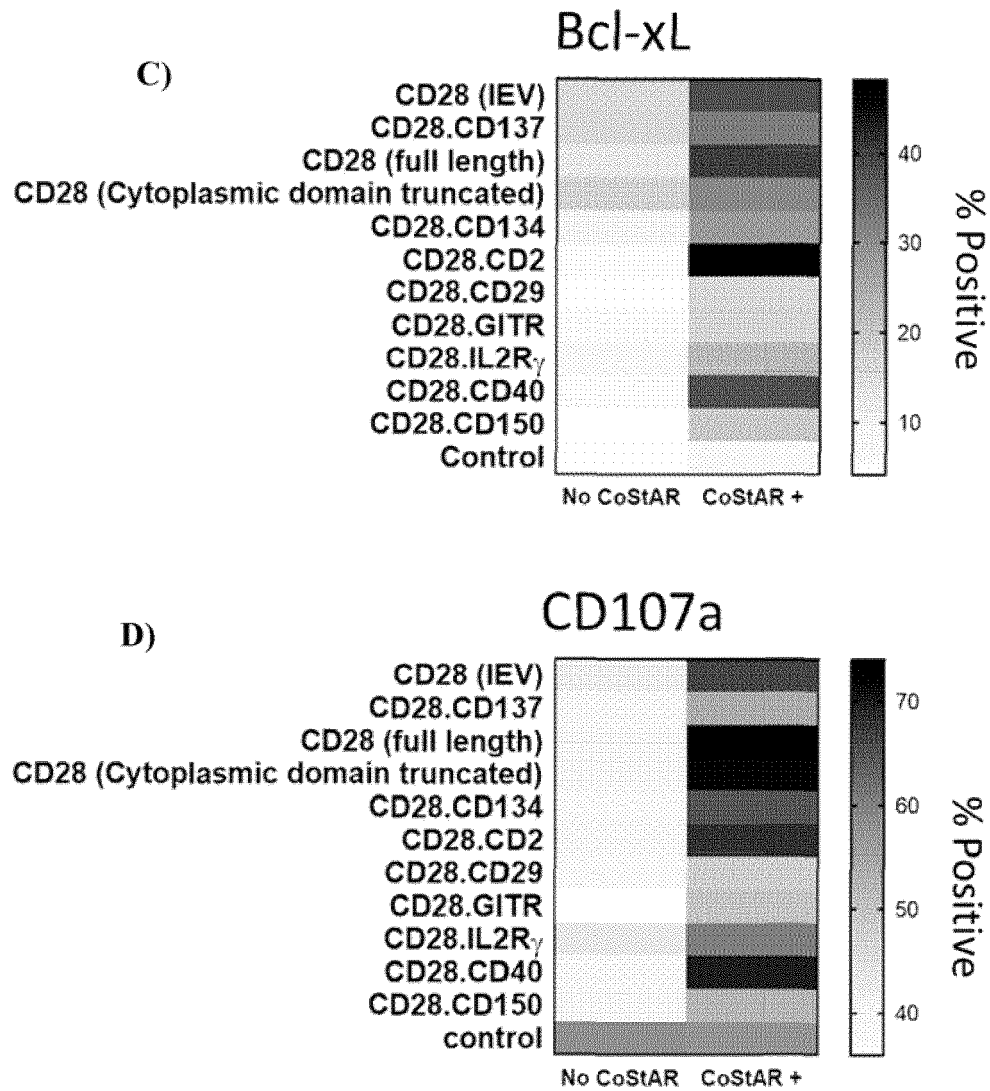 Bcl-xL
C)
CD28 (IEV)
CD28.CD137
CD28 (full length)
CD28 (Cytoplasmic domain truncated)
CD28.CD134
CD28.CD2
CD28.CD29
CD28.GITR
CD28.IL2Rγ
CD28.CD40
CD28.CD150
Control
No CoStAR CoStAR +
40
30
20
10
% Positive
CD107a
D)
CD28 (IEV)
CD28.CD137
CD28 (full length)
CD28 (Cytoplasmic domain truncated)
CD28.CD134
CD28.CD2
CD28.CD29
CD28.GITR
CD28.IL2Rγ
CD28.CD40
CD28.CD150
control
No CoStAR CoStAR +
70
60
50
40
% Positive